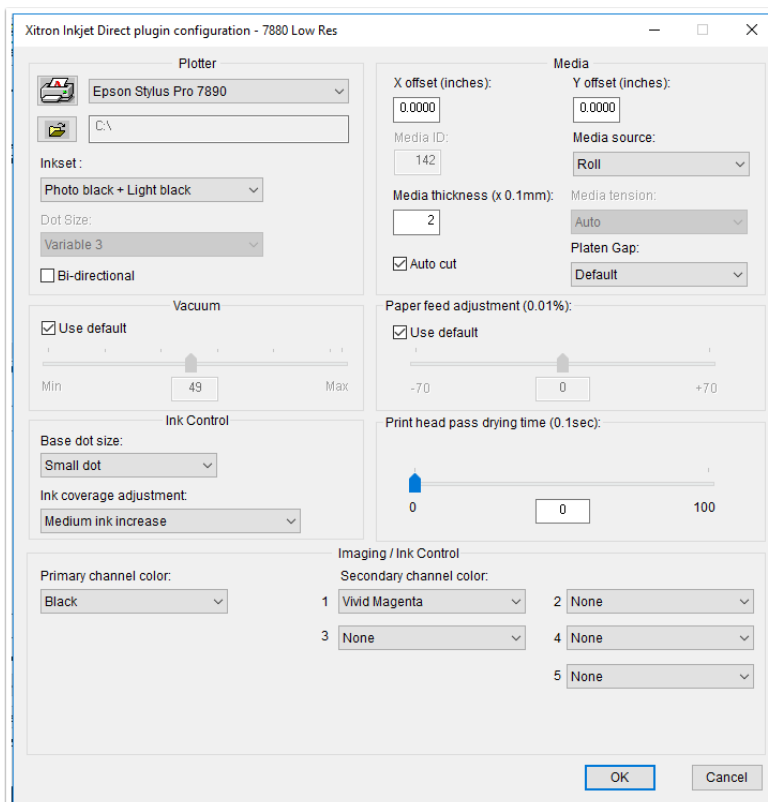 Xitron Inkjet Direct plugin configuration - 7880 Low Res
Plotter
Epson Stylus Pro 7890
C:\
Inkset :
Photo black + Light black
Dot Size:
Variable 3
Bi-directional
Media
X offset (inches):
Y offset (inches):
0.0000
0.0000
Media ID:
Media source:
142
Roll
Media thickness (x 0.1mm):
Media tension:
2
Auto
Auto cut
Platen Gap:
Default
Vacuum
Use default
Min
49
Max
Paper feed adjustment (0.01%):
Use default
-70
0
+70
Ink Control
Base dot size:
Small dot
Ink coverage adjustment:
Medium ink increase
Print head pass drying time (0.1sec):
0
0
100
Imaging / Ink Control
Primary channel color:
Black
Secondary channel color:
1
Vivid Magenta
2
None
3
None
4
None
5
None
OK
Cancel